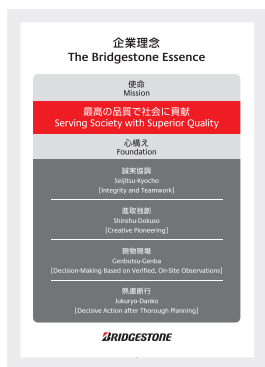 企業理念
The Bridgestone Essence
使命
Mission
最高の品質で社会に貢献
Serving Society with Superior Quality
心構え
Foundation
誠実協調
Seijitsu-Kyocho
[Integrity and Teamwork]
進取独創
Shinshu-Dokuso
[Creative Pioneering]
現物現場
Genbutsu-Genba
[Decision-Making Based on Verified, On-Site Observations]
熟慮断行
Jukuryo-Danko
[Decisive Action after Thorough Planning]
BRIDGESTONE